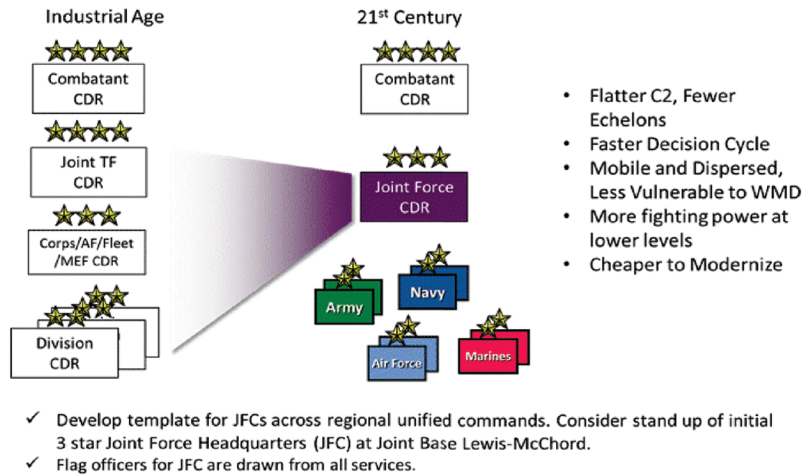 Industrial Age
21st Century
Combatant
CDR
Joint TF
CDR
Corps/AF/Fleet
/MEF CDR
Division
CDR
Combatant
CDR
Joint Force
CDR
Army
Navy
Air Force
Marines
• Flatter C2, Fewer
Echelons
• Faster Decision Cycle
• Mobile and Dispersed,
Less Vulnerable to WMD
• More fighting power at
lower levels
• Cheaper to Modernize
✓ Develop template for JFCs across regional unified commands. Consider stand up of initial
3 star Joint Force Headquarters (JFC) at Joint Base Lewis-McChord.
✓ Flag officers for JFC are drawn from all services.